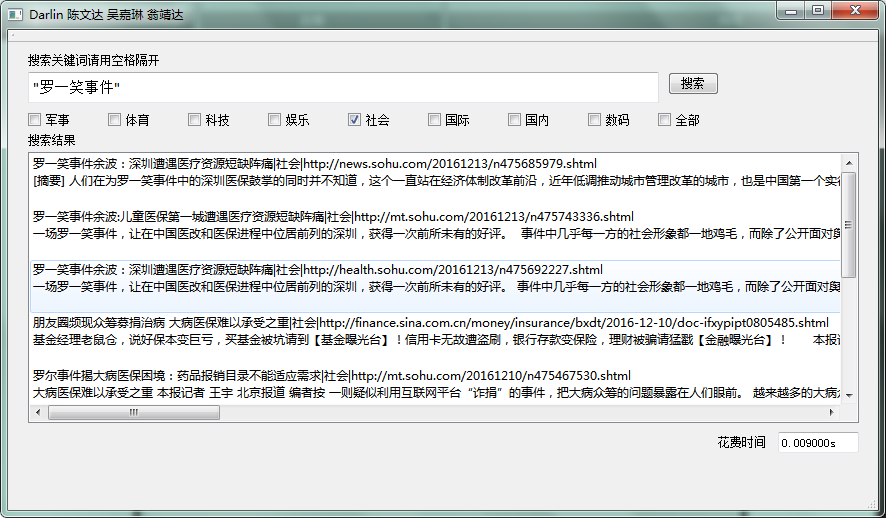 Darlin 陈文达 吴嘉琳 翁靖达
搜索关键词请用空格隔开
"罗一笑事件"
搜索
军事 体育 科技 娱乐 社会 国际 国内 数码 全部
搜索结果
罗一笑事件余波：深圳遭遇医疗资源短缺阵痛|社会|http://news.sohu.com/20161213/n475685979.shtml
[摘要] 人们在为罗一笑事件中的深圳医保鼓掌的同时并不知道，这个一直站在经济体制改革前沿，近年低调推动城市管理改革的城市，也是中国第一个实
罗一笑事件余波:儿童医保第一城遭遇医疗资源短缺阵痛|社会|http://mt.sohu.com/20161213/n475743336.shtml
一场罗一笑事件，让在中国医改和医保进程中位居前列的深圳，获得一次前所未有的好评。 事件中几乎每一方的社会形象都一地鸡毛，而除了公开面对
罗一笑事件余波：深圳遭遇医疗资源短缺阵痛|社会|http://health.sohu.com/20161213/n475692227.shtml
一场罗一笑事件，让在中国医改和医保进程中位居前列的深圳，获得一次前所未有的好评。 事件中几乎每一方的社会形象都一地鸡毛，而除了公开面对
朋友圈频现众筹募捐治病 大病医保难以承受之重|社会|http://finance.sina.com.cn/money/insurance/bxdt/2016-12-10/doc-ifxypipt0805485.shtml
基金经理老鼠仓，说好保本变巨亏，买基金被坑请到【基金曝光台】！信用卡无故遭盗刷，银行存款变保险，理财被骗请猛戳【金融曝光台】！ 本报
罗尔事件揭大病医保困境：药品报销目录不能适应需求|社会|http://mt.sohu.com/20161210/n475467530.shtml
大病医保难以承受之重 本报记者 王宇 北京报道 编者按 一则疑似利用互联网平台“诈捐”的事件，把大病众筹的问题暴露在人们眼前。 越来越多的大病
花费时间 0.009000s